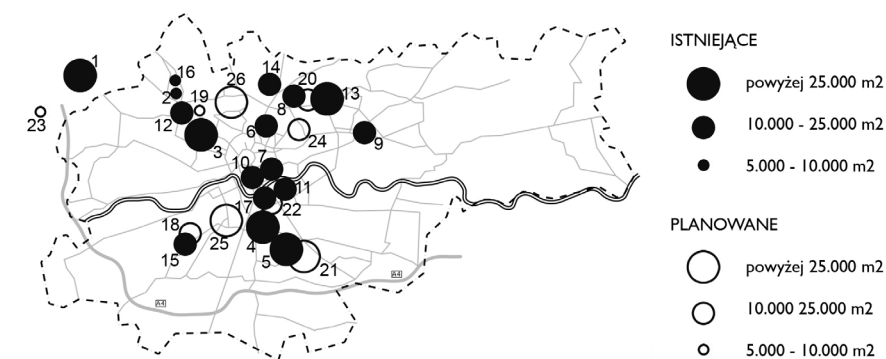 ISTNIEJĄCE
powyżej 25.000 m2
10.000 - 25.000 m2
5.000 - 10.000 m2
PLANOWANE
powyżej 25.000 m2
10.000 25.000 m2
5.000 - 10.000 m2
1
16
14
26
20
2
19
13
8
23
12
6
3
24
9
7
10
11
17
22
18
25
4
15
5
21
A4
A4